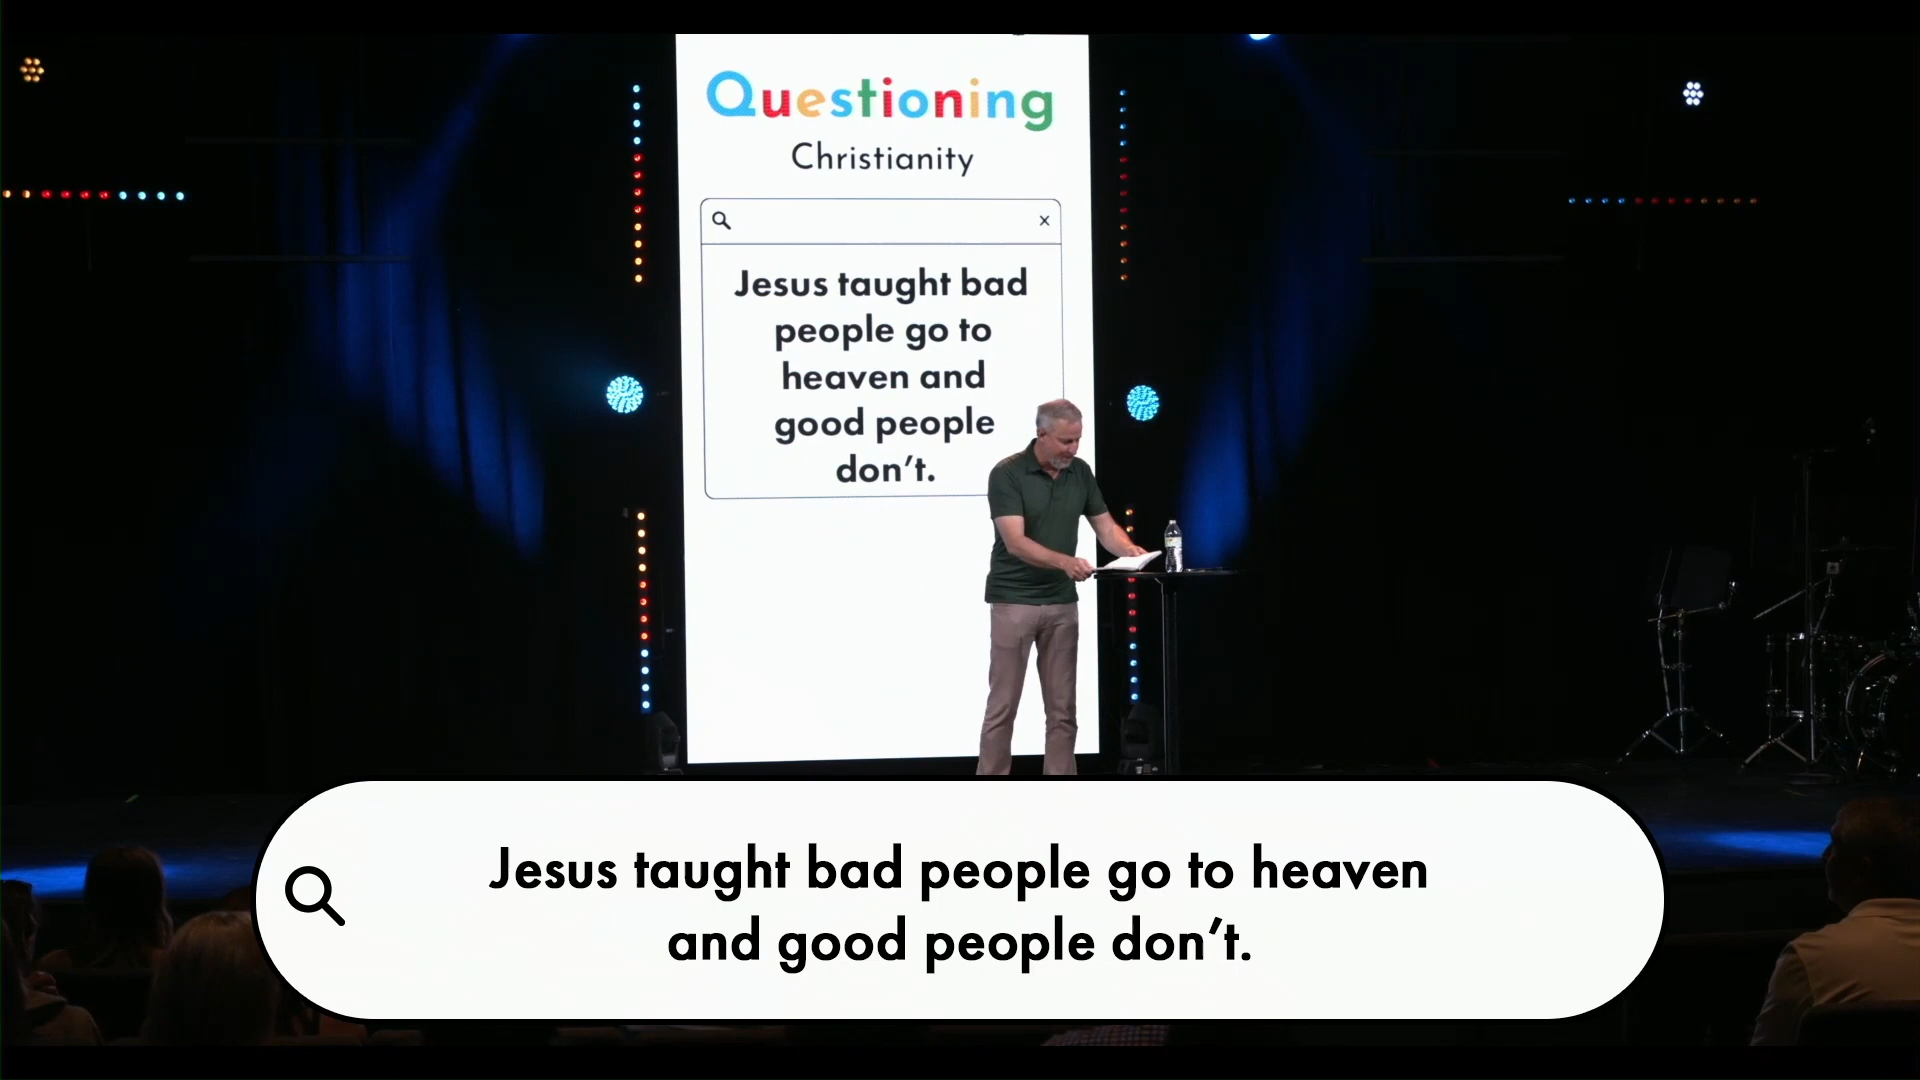 Questioning
Christianity
Jesus taught bad
people go to
heaven and
good people
don't.
Jesus taught bad people go to heaven
and good people don't.